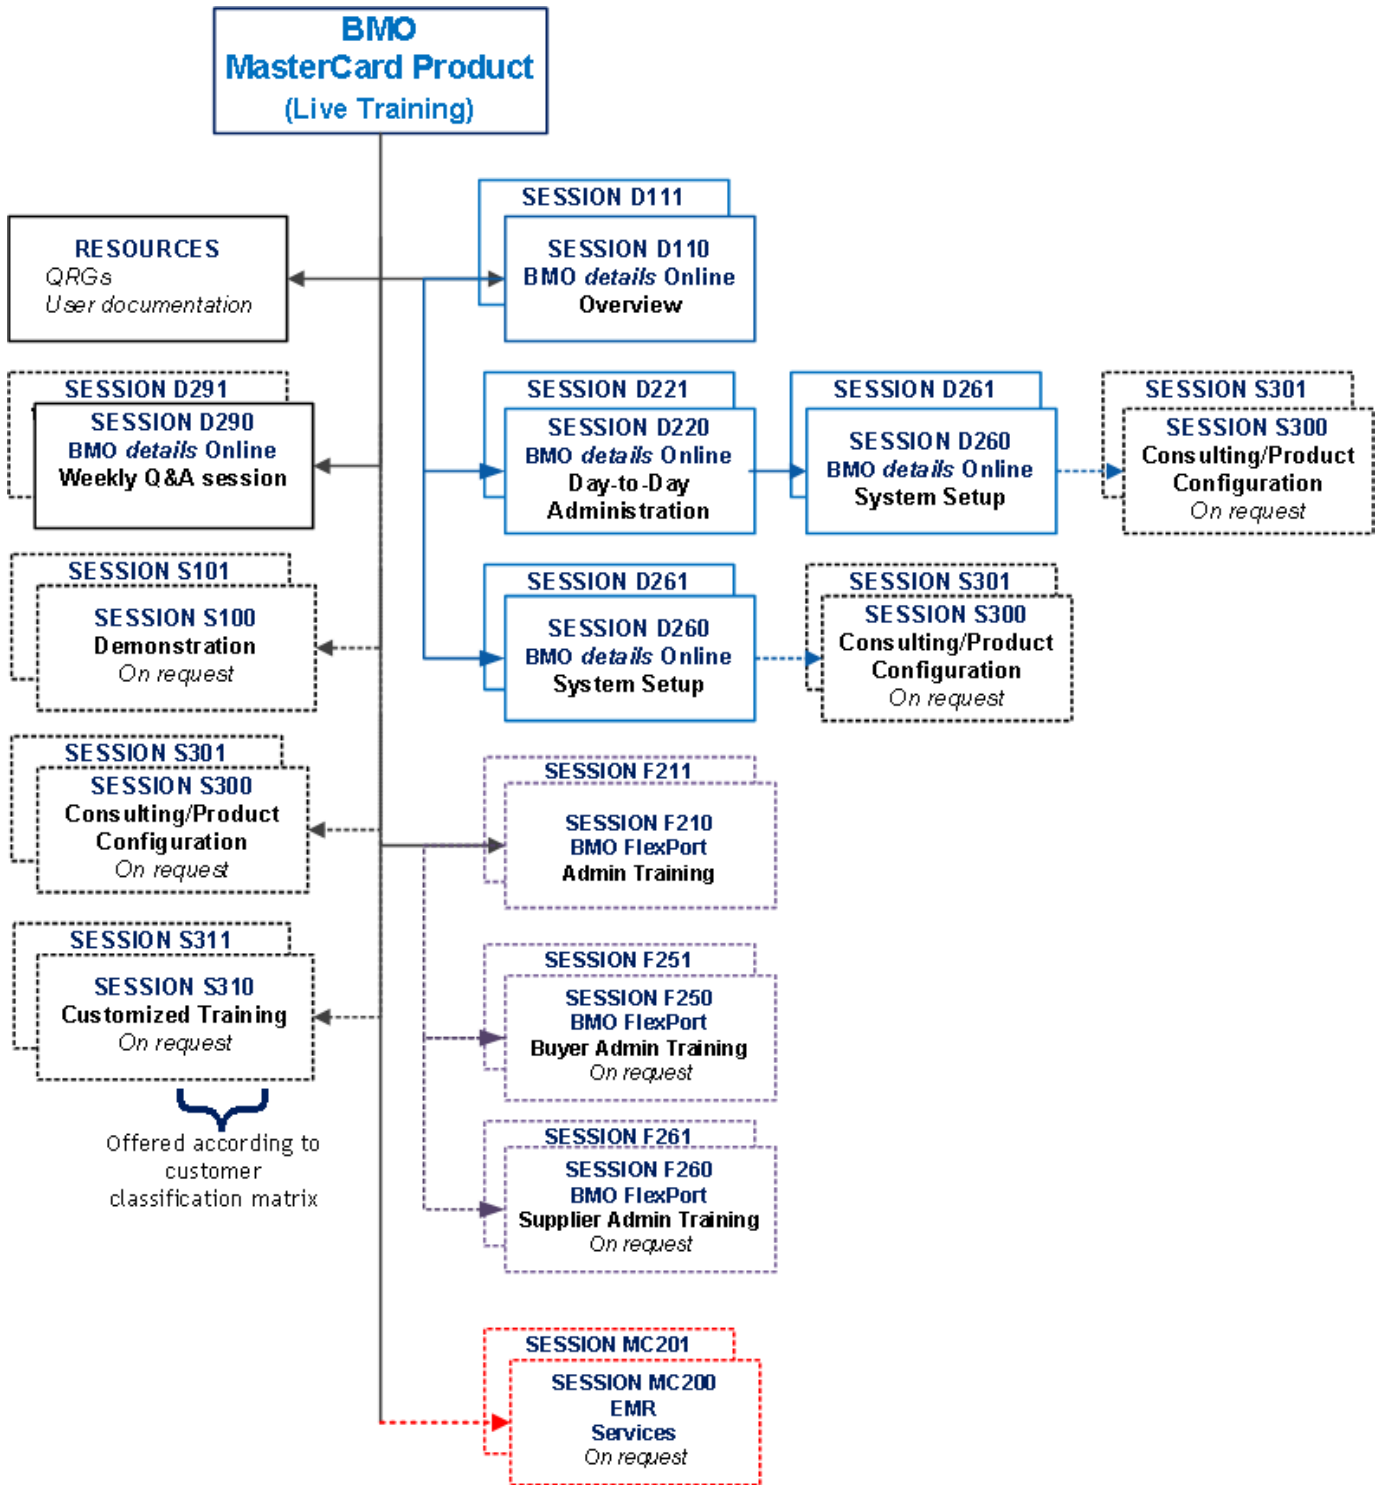 BMO
MasterCard Product
(Live Training)
SESSION D111
SESSION D110
BMO details Online
Overview
RESOURCES
QRGs
User documentation
SESSION D291
SESSION D290
BMO details Online
Weekly Q&A session
SESSION D221
SESSION D220
BMO details Online
Day-to-Day
Administration
SESSION D261
SESSION D260
BMO details Online
System Setup
SESSION S301
SESSION S300
Consulting/Product
Configuration
On request
SESSION S101
SESSION S100
Demonstration
On request
SESSION D261
SESSION D260
BMO details Online
System Setup
SESSION S301
SESSION S300
Consulting/Product
Configuration
On request
SESSION S301
SESSION S300
Consulting/Product
Configuration
On request
SESSION F211
SESSION F210
BMO FlexPort
Admin Training
SESSION S311
SESSION S310
Customized Training
On request
Offered according to
customer
classification matrix
SESSION F251
SESSION F250
BMO FlexPort
Buyer Admin Training
On request
SESSION F261
SESSION F260
BMO FlexPort
Supplier Admin Training
On request
SESSION MC201
SESSION MC200
EMR
Services
On request